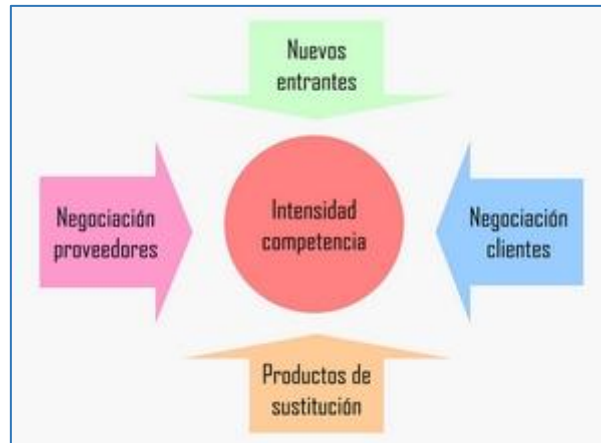 Nuevos
entrantes
Negociación
proveedores
Intensidad
competencia
Negociación
clientes
Productos de
sustitución